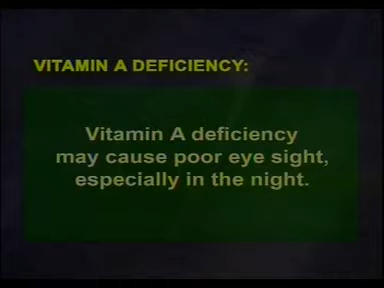 VITAMIN A DEFICIENCY:
Vitamin A deficiency
may cause poor eye sight,
especially in the night.